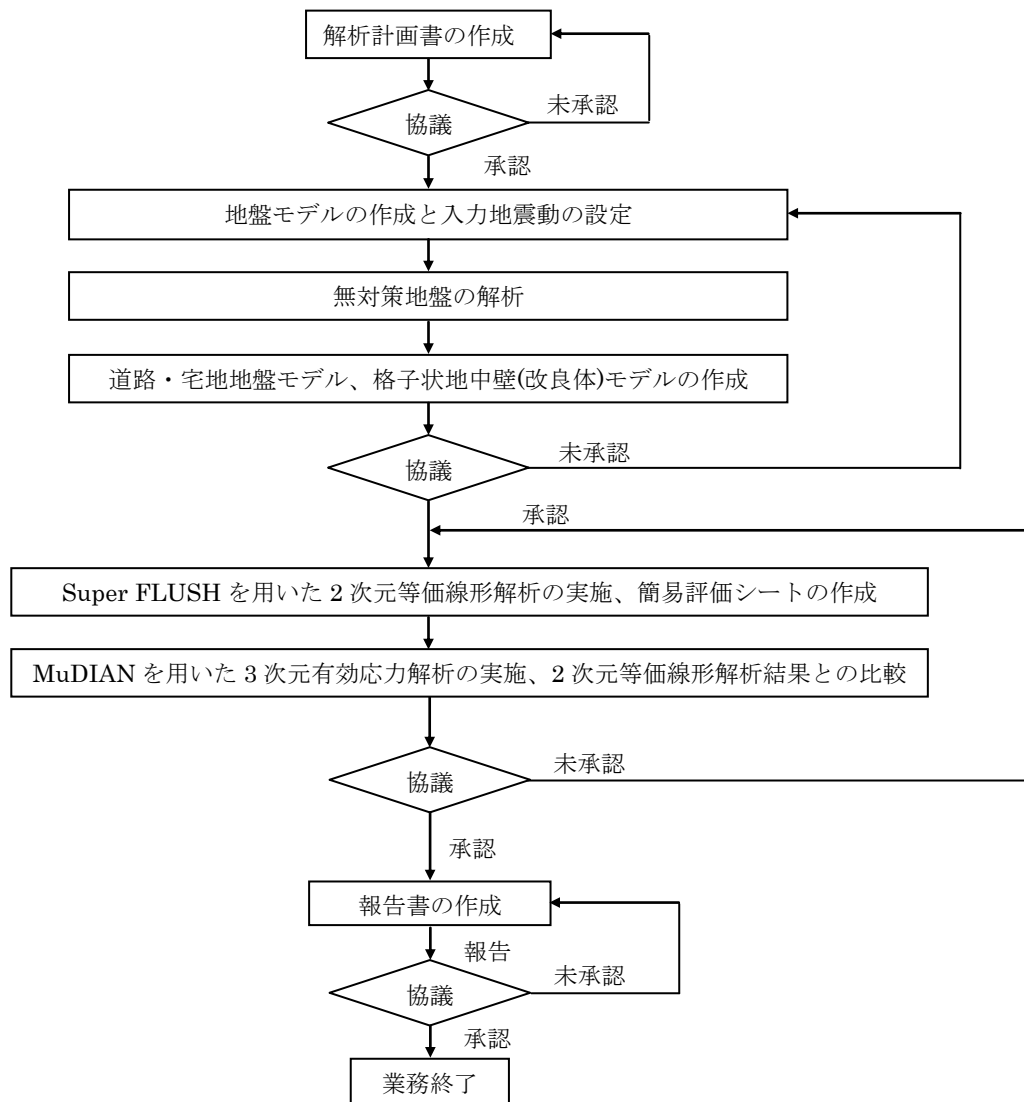 解析計画書の作成
協議
未承認
承認
地盤モデルの作成と入力地震動の設定
無対策地盤の解析
道路・宅地地盤モデル、格子状地中壁(改良体)モデルの作成
協議
未承認
承認
Super FLUSH を用いた 2 次元等価線形解析の実施、簡易評価シートの作成
MuDIAN を用いた 3 次元有効応力解析の実施、2 次元等価線形解析結果との比較
協議
未承認
承認
報告書の作成
報告
協議
未承認
承認
業務終了